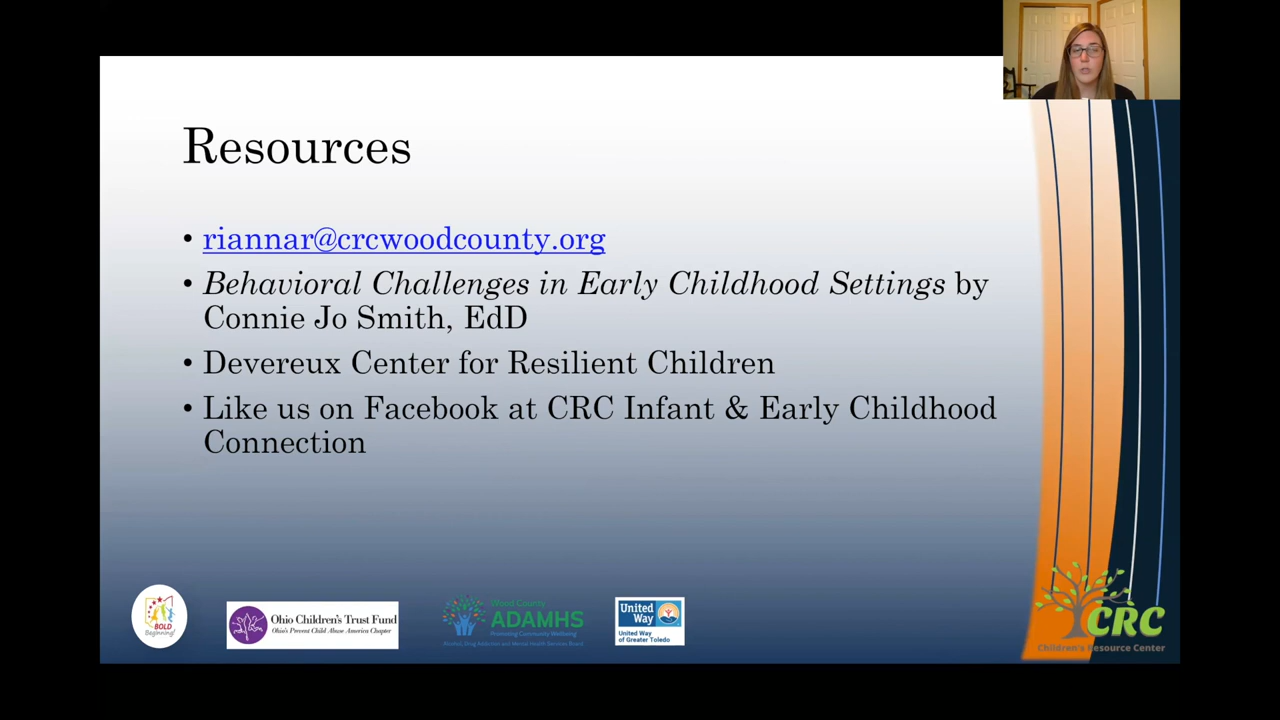 Resources
• riannar@crcwoodcounty.org
• Behavioral Challenges in Early Childhood Settings by
Connie Jo Smith, EdD
• Devereux Center for Resilient Children
• Like us on Facebook at CRC Infant & Early Childhood
Connection
BOLD
Beginning!
Ohio Children's Trust Fund
Ohio's Prevent Child Abuse America Chapter
Wood County
ADAMHS
Promoting Community Wellbeing
Alcohol, Drug Addiction and Mental Health Services Board
United
Way
United Way
of Greater Toledo
CRC
Children's Resource Center